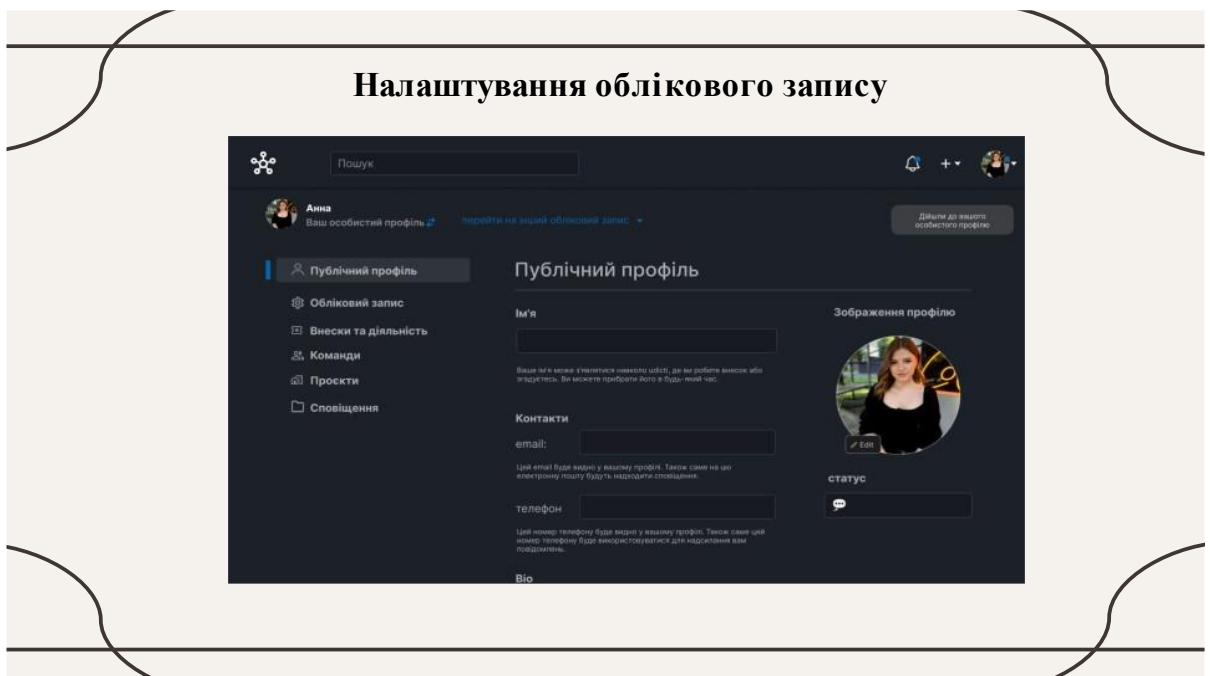 Налаштування облікового запису
Пошук
Анна
Ваш особистий профіль
перейти на інший обліковий запис
Дійшли до вашого
особистого профілю
Публічний профіль
Обліковий запис
Внески та діяльність
Команди
Проєкти
Сповіщення
Публічний профіль
Ім'я
Ваше ім'я може з'являтися навколо udicti, де ви робите внесок або
згадуєтесь. Ви можете прибрати його в будь-який час.
Контакти
email:
Цей email буде видно у вашому профілі. Також саме на цю
електронну пошту будуть надходити сповіщення.
телефон
Цей номер телефону буде видно у вашому профілі. Також саме цей
номер телефону буде використовуватися для надсилання вам
повідомлень.
Віо
Зображення профілю
Edit
статус